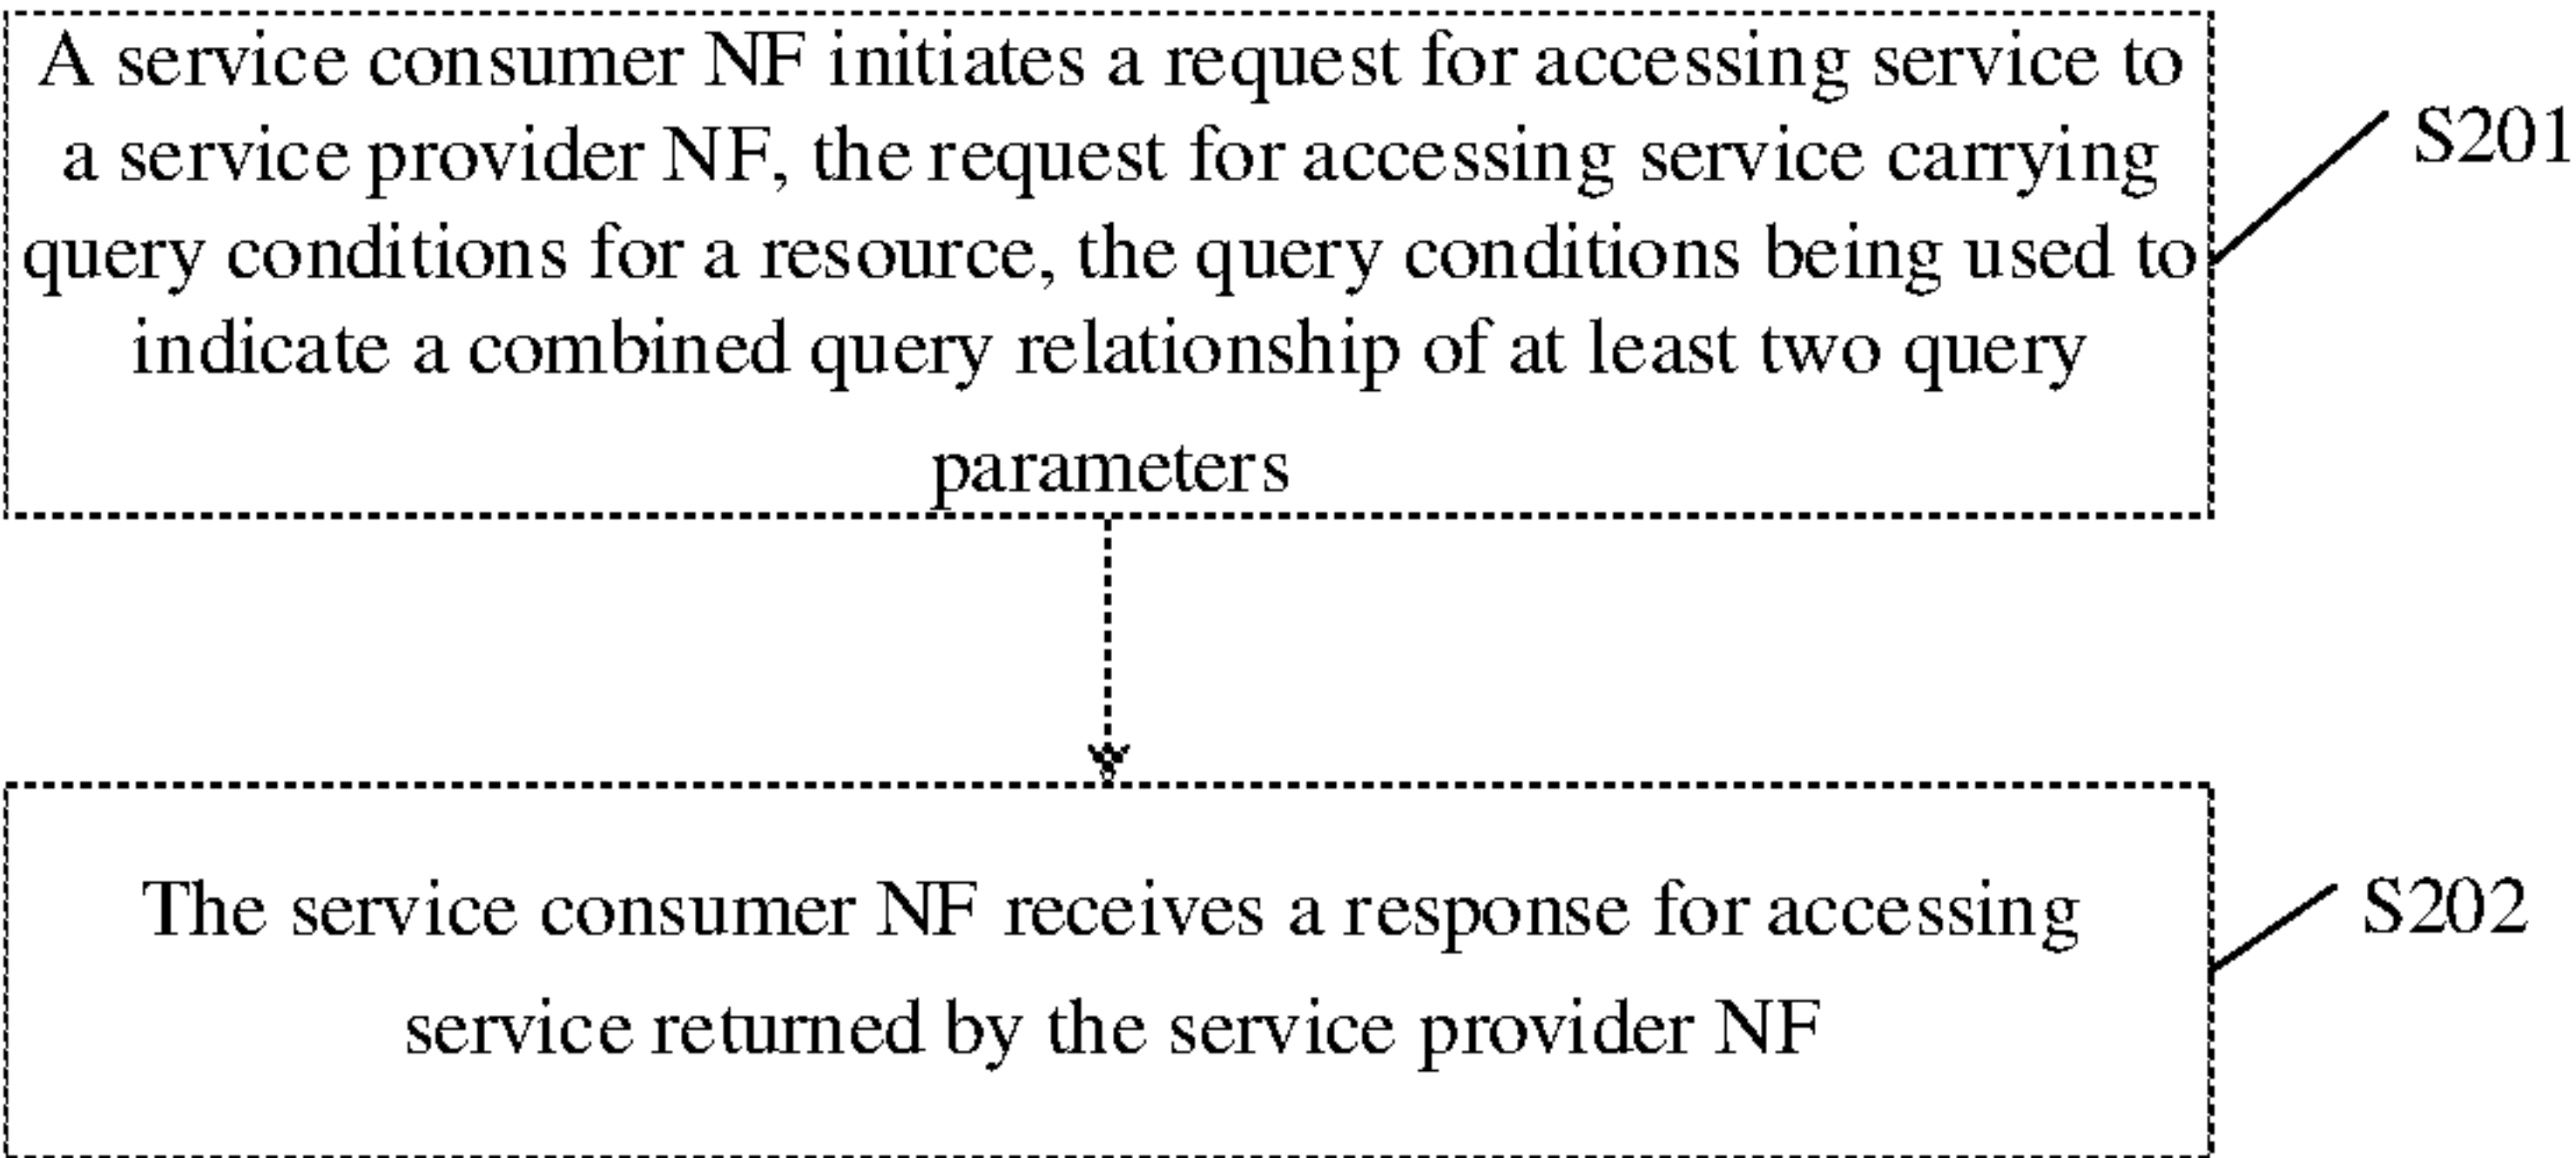 A service consumer NF initiates a request for accessing service to
a service provider NF, the request for accessing service carrying
query conditions for a resource, the query conditions being used to
indicate a combined query relationship of at least two query
parameters
S201
The service consumer NF receives a response for accessing
service returned by the service provider NF
S202